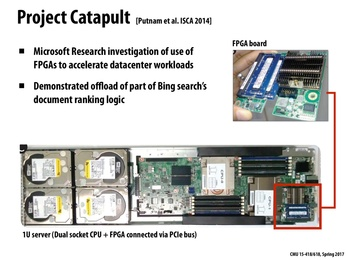 Project Catapult [Putnam et al. ISCA 2014]
Microsoft Research investigation of use of
FPGAs to accelerate datacenter workloads
Demonstrated offload of part of Bing search's
document ranking logic
FPGA board
1U server (Dual socket CPU + FPGA connected via PCIe bus)
CMU 15-418/618, Spring 2017